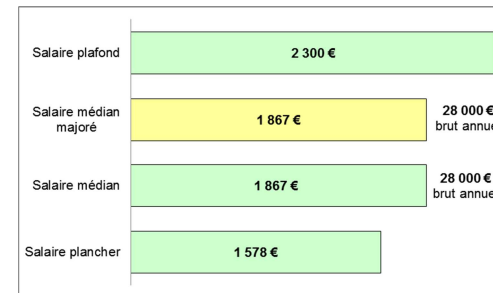 Salaire plafond
2 300 €
Salaire médian
majoré
1 867 €
28 000 €
brut annue
Salaire médian
1 867 €
28 000 €
brut annue
Salaire plancher
1 578 €